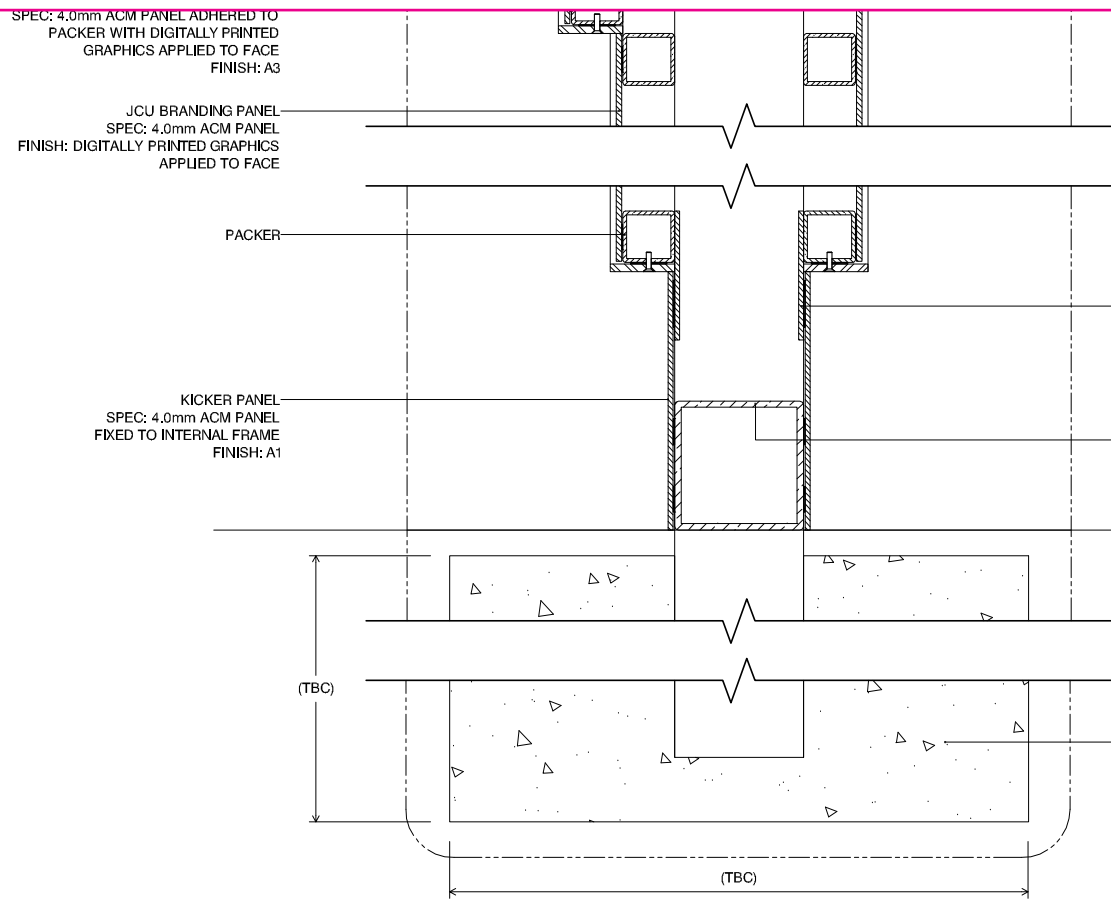 SPEC: 4.0mm ACM PANEL ADHERED TO
PACKER WITH DIGITALLY PRINTED
GRAPHICS APPLIED TO FACE
FINISH: A3
JCU BRANDING PANEL
SPEC: 4.0mm ACM PANEL
FINISH: DIGITALLY PRINTED GRAPHICS
APPLIED TO FACE
PACKER
KICKER PANEL
SPEC: 4.0mm ACM PANEL
FIXED TO INTERNAL FRAME
FINISH: A1
(TBC)
(TBC)